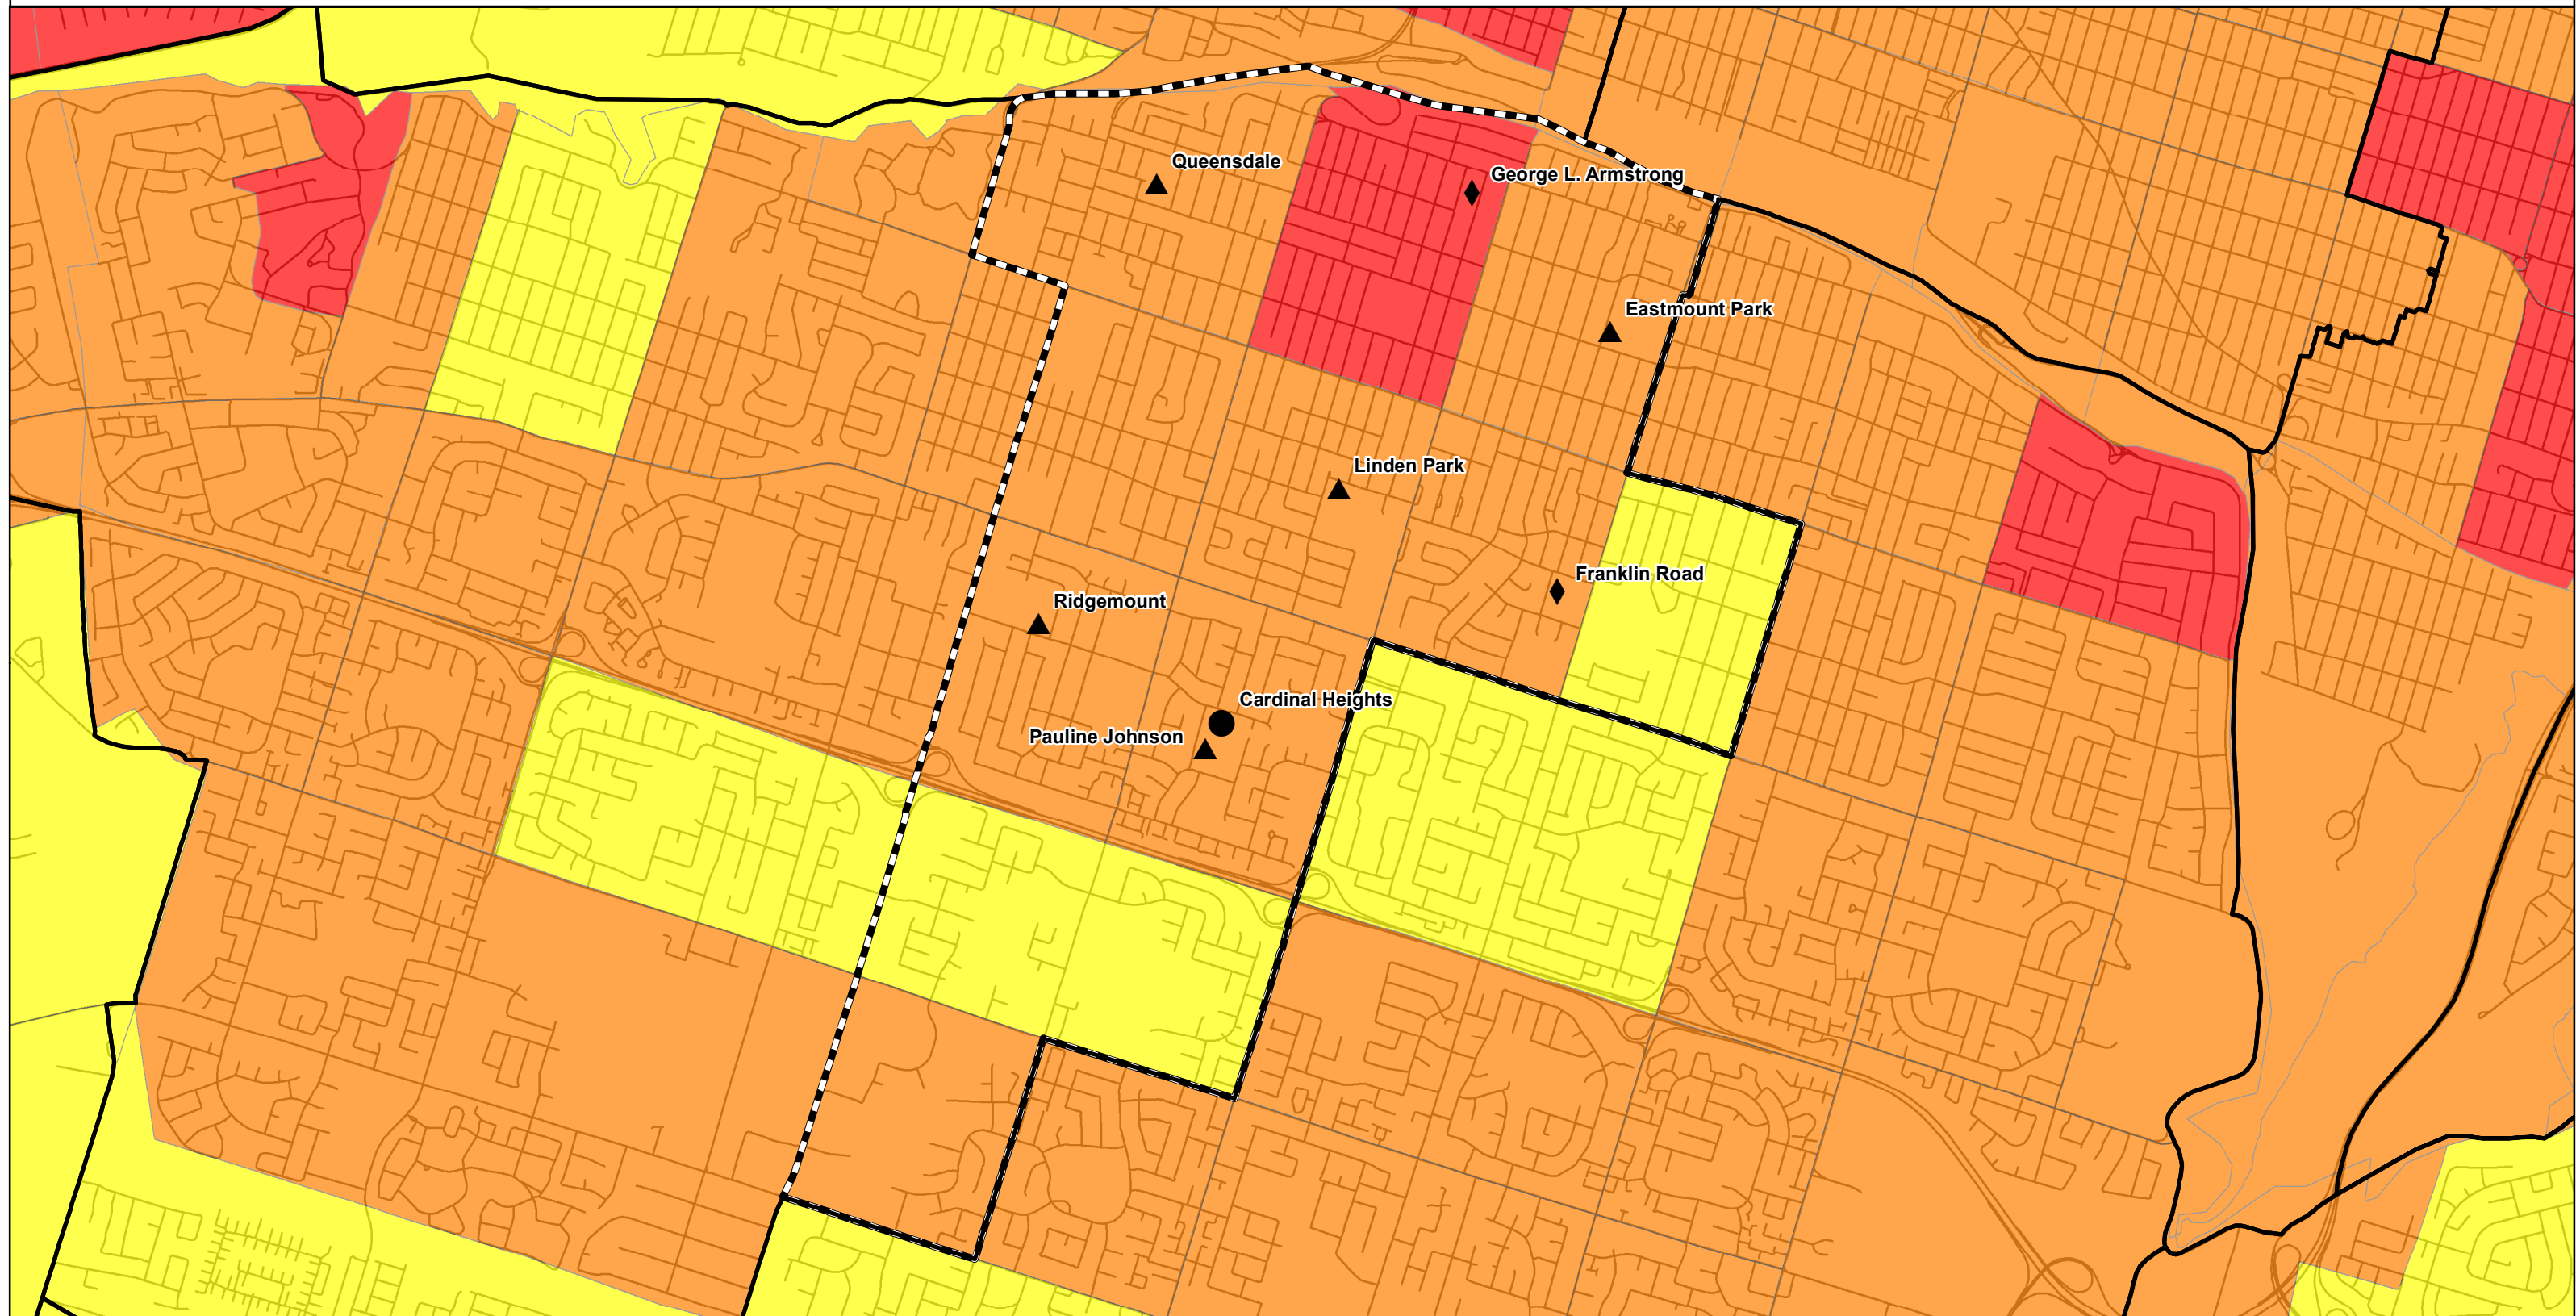 Queensdale
George L. Armstrong
Eastmount Park
Linden Park
Franklin Road
Ridgemount
Cardinal Heights
Pauline Johnson